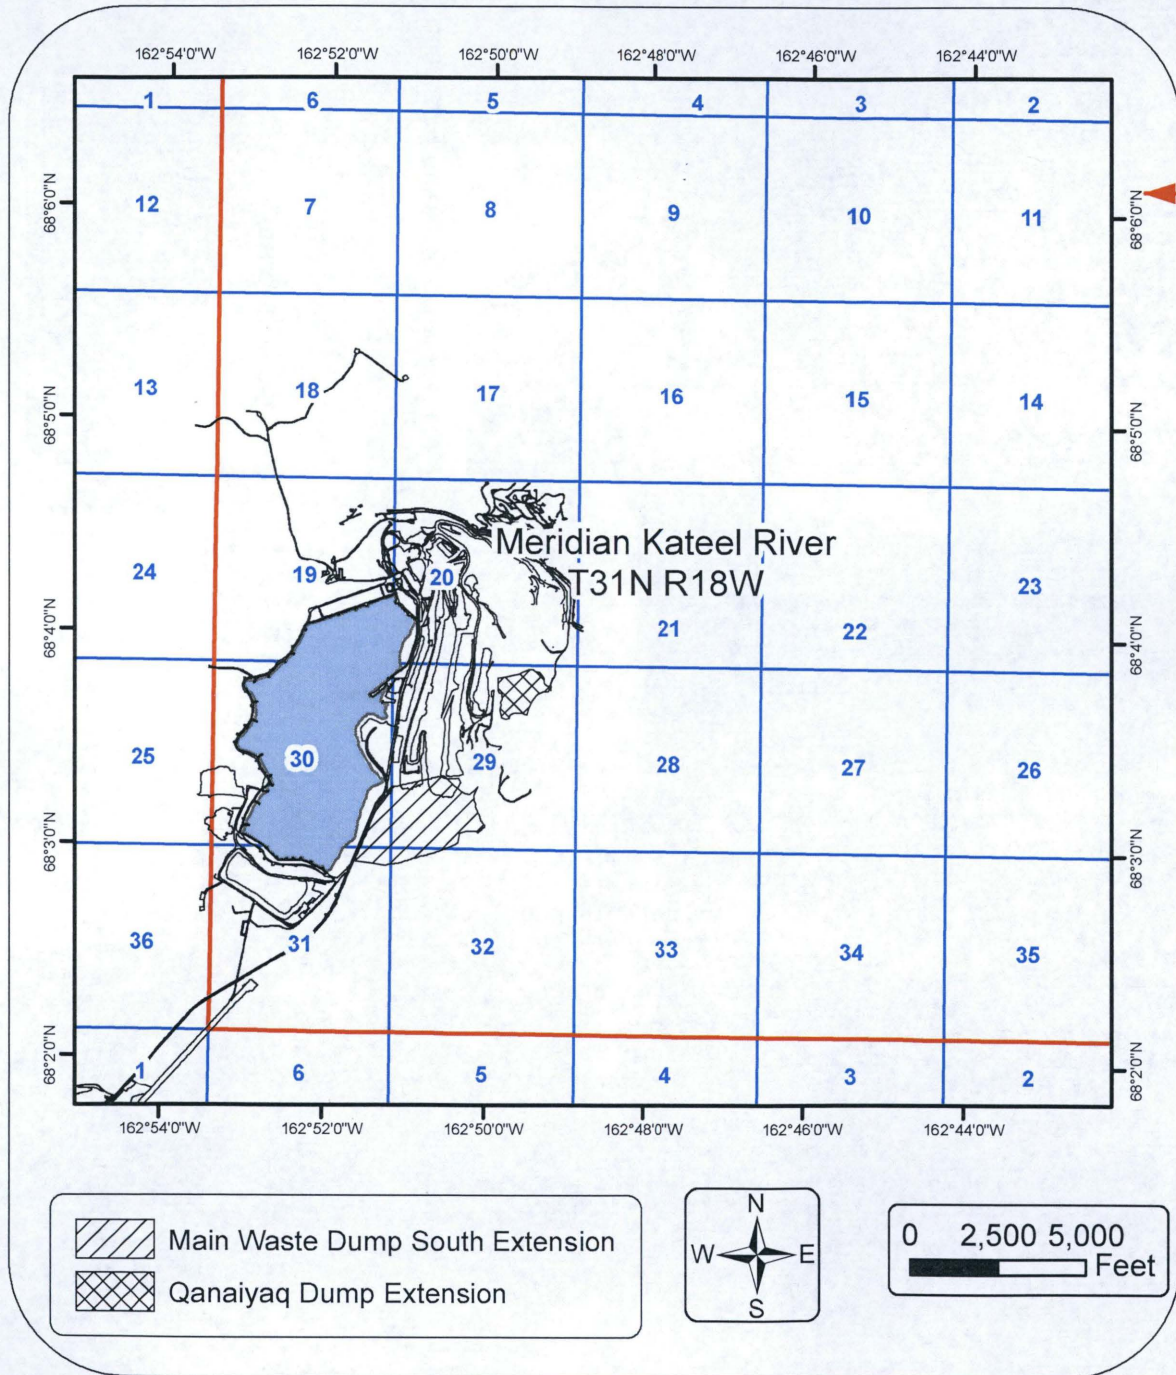 162°54'0"W 162°52'0"W 162°50'0"W 162°48'0"W 162°46'0"W 162°44'0"W
1 6 5 4 3 2
68°6'0"N 12 7 8 9 10 11 68°6'0"N
68°5'0"N 13 18 17 16 15 14 68°5'0"N
Meridian Kateel River
T31N R18W
24 19 20 23
68°4'0"N 21 22 68°4'0"N
25 30 29 28 27 26
68°3'0"N 68°3'0"N
36 31 32 33 34 35
68°2'0"N 1 6 5 4 3 2 68°2'0"N
162°54'0"W 162°52'0"W 162°50'0"W 162°48'0"W 162°46'0"W 162°44'0"W
Main Waste Dump South Extension
Qanaiyaq Dump Extension
N
W E
S
0 2,500 5,000
Feet